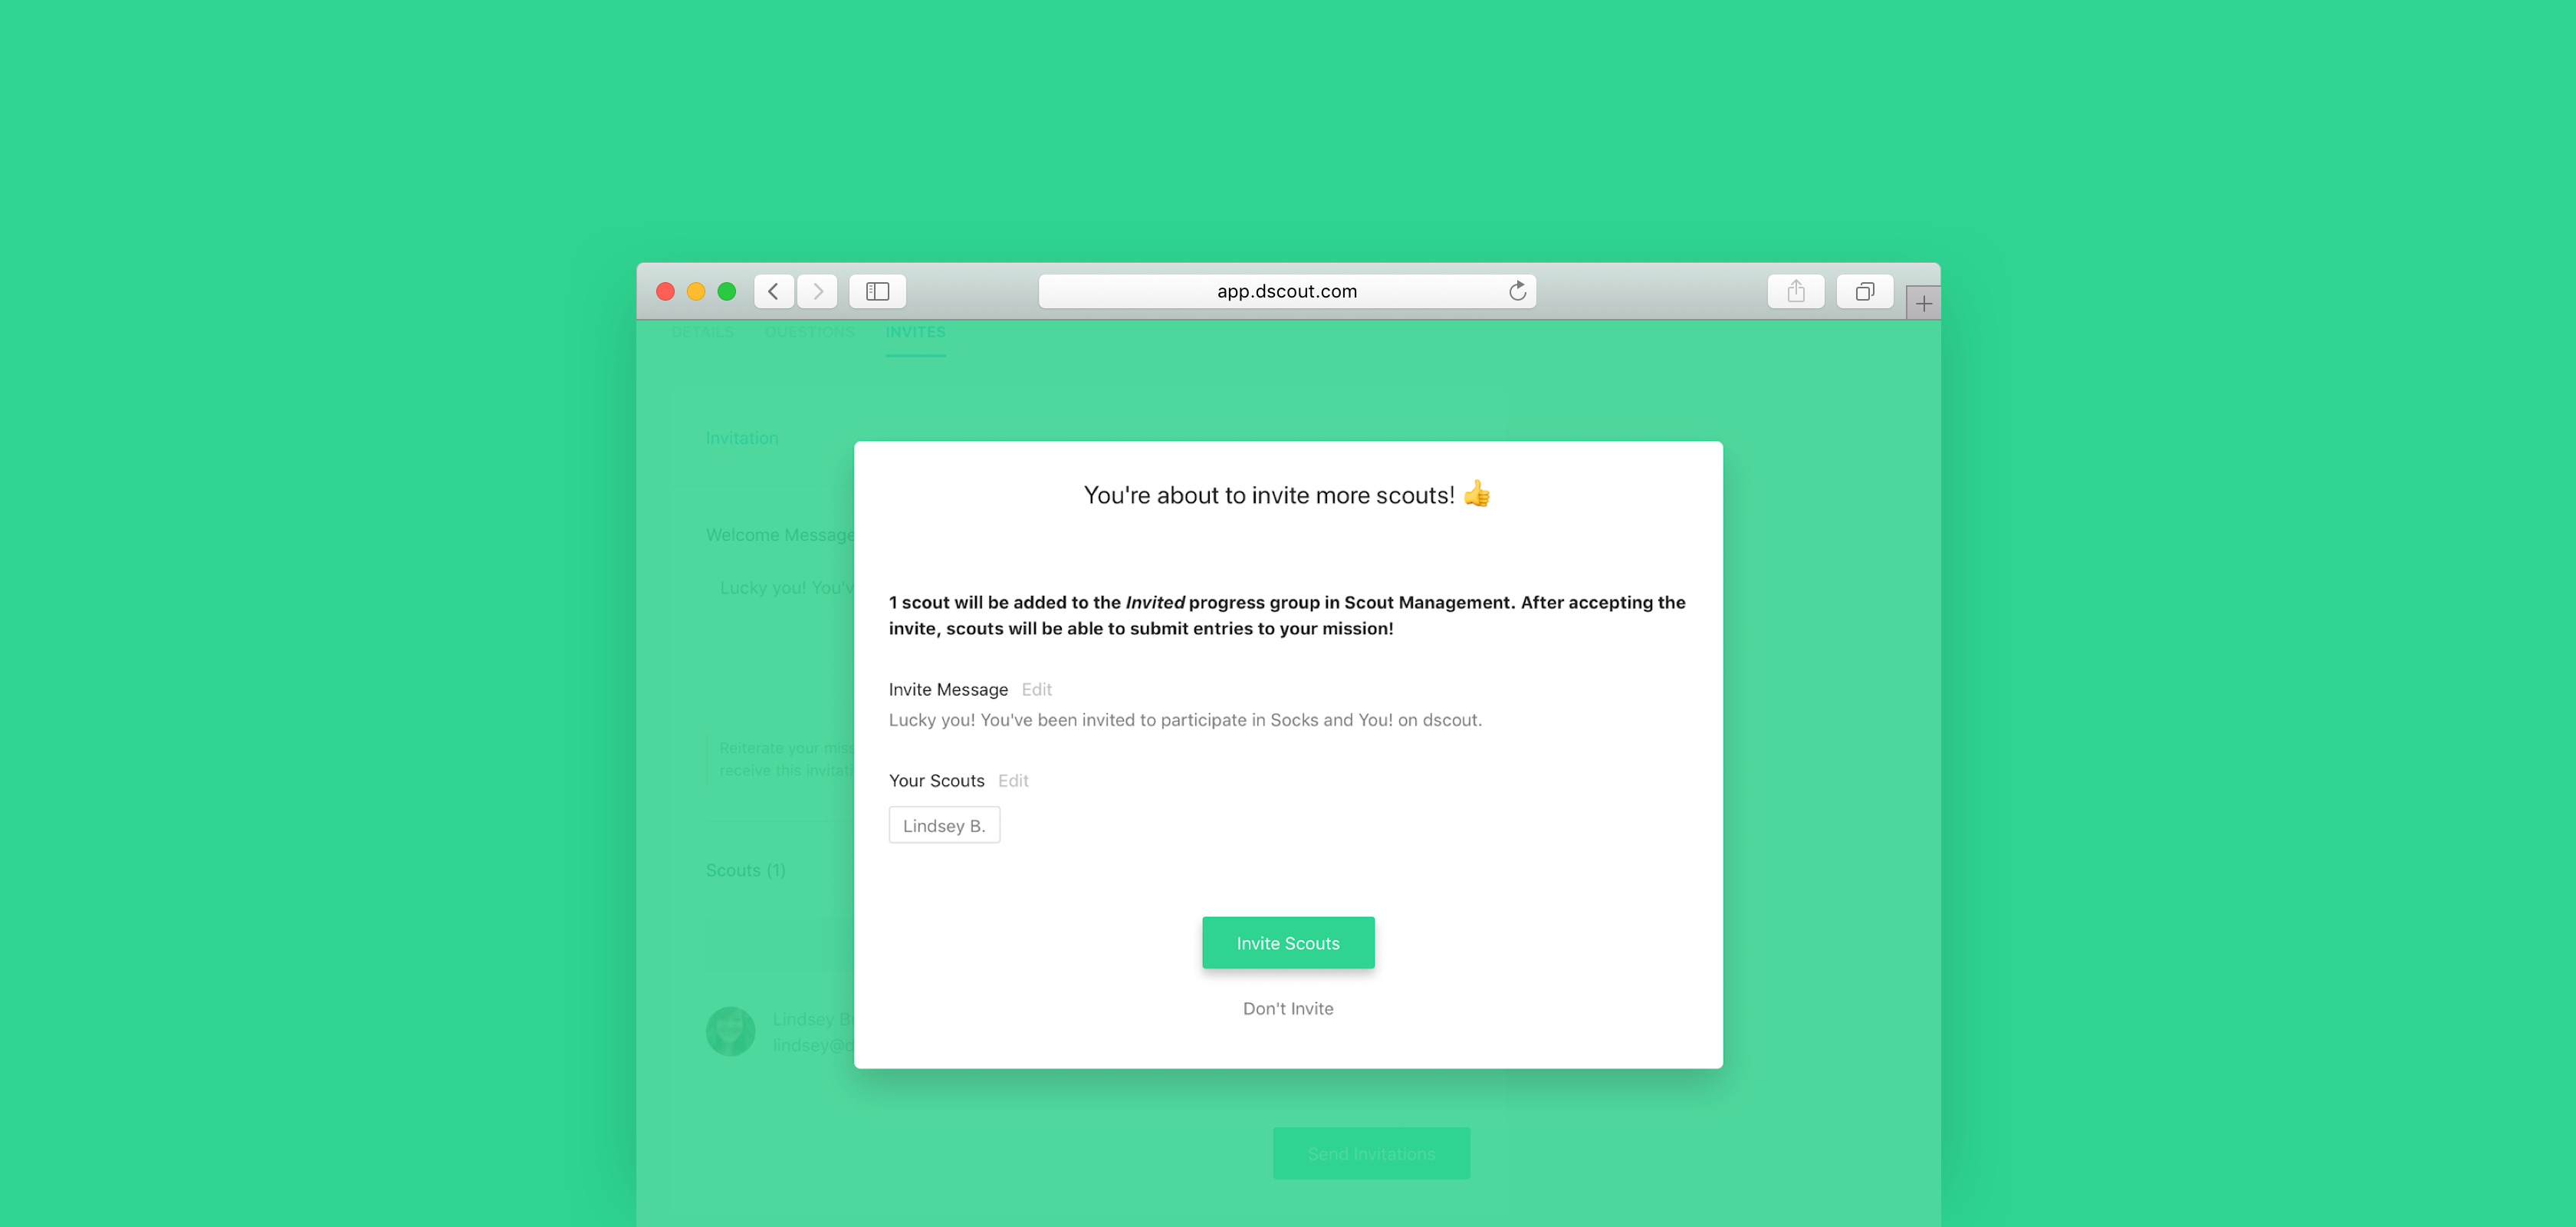 app.dscout.com
DETAILS QUESTIONS INVITES
Invitation
You're about to invite more scouts! 👍
Welcome Message
Lucky you! You'v
1 scout will be added to the Invited progress group in Scout Management. After accepting the
invite, scouts will be able to submit entries to your mission!
Invite Message Edit
Lucky you! You've been invited to participate in Socks and You! on dscout.
Reiterate your miss
receive this invitat
Your Scouts Edit
Lindsey B.
Scouts (1)
Invite Scouts
Don't Invite
Lindsey B
lindsey@d
Send Invitations